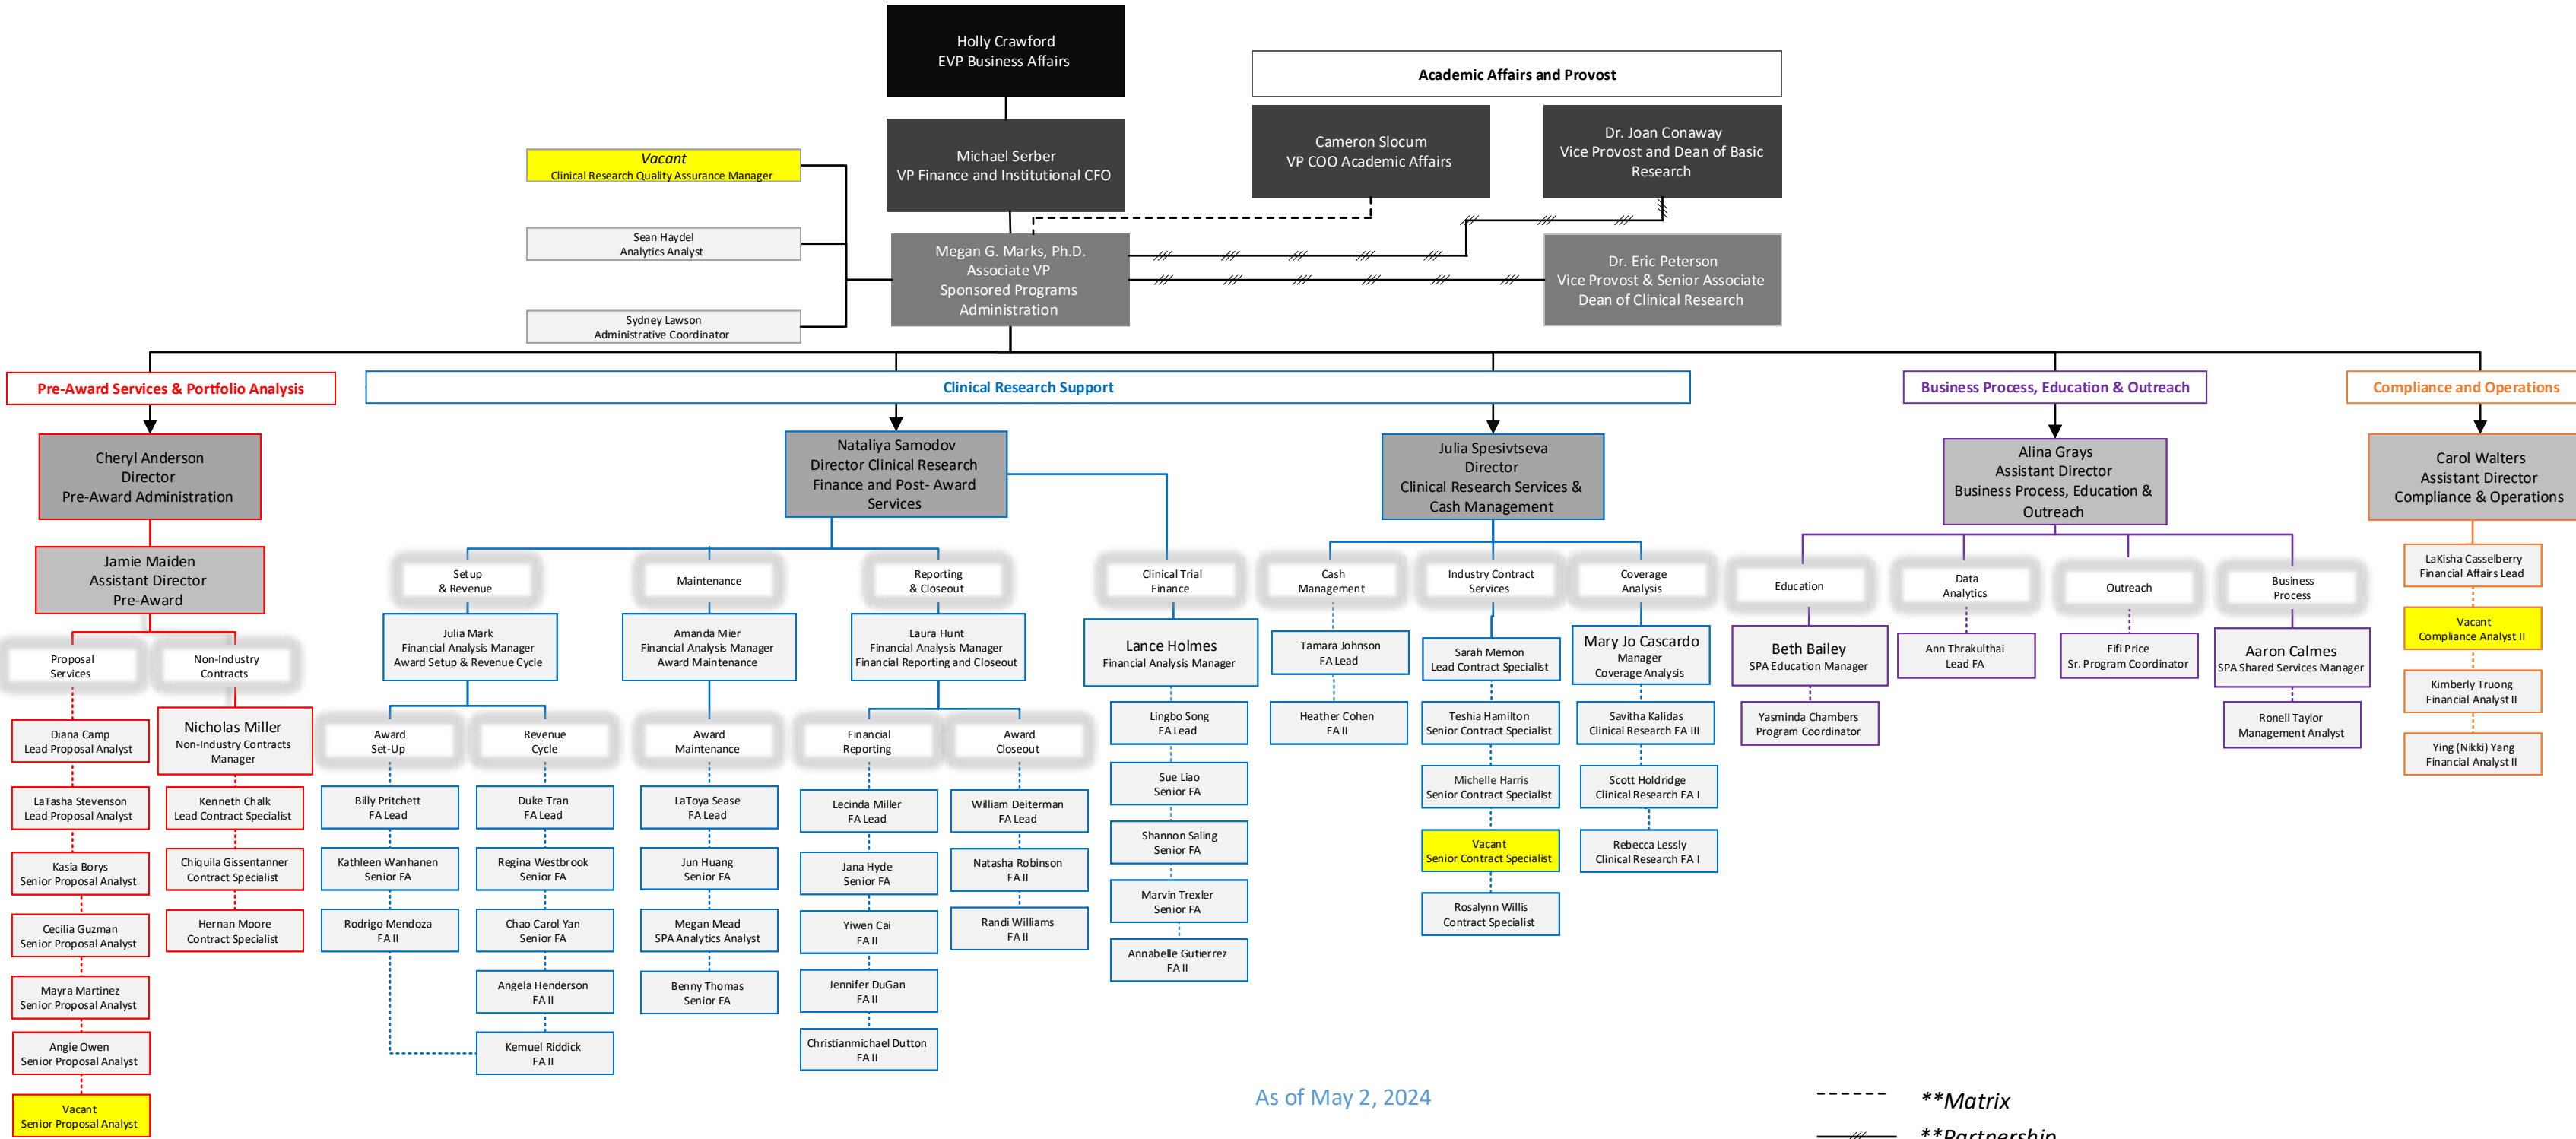 Holly Crawford
EVP Business Affairs
Academic Affairs and Provost
Michael Serber
VP Finance and Institutional CFO
Cameron Slocum
VP COO Academic Affairs
Dr. Joan Conaway
Vice Provost and Dean of Basic
Research
Vacant
Clinical Research Quality Assurance Manager
Sean Haydel
Analytics Analyst
Sydney Lawson
Administrative Coordinator
Megan G. Marks, Ph.D.
Associate VP
Sponsored Programs
Administration
Dr. Eric Peterson
Vice Provost & Senior Associate
Dean of Clinical Research
Pre-Award Services & Portfolio Analysis
Clinical Research Support
Business Process, Education & Outreach
Compliance and Operations
Cheryl Anderson
Director
Pre-Award Administration
Jamie Maiden
Assistant Director
Pre-Award
Proposal
Services
Diana Camp
Lead Proposal Analyst
LaTasha Stevenson
Lead Proposal Analyst
Kasia Borys
Senior Proposal Analyst
Cecilia Guzman
Senior Proposal Analyst
Mayra Martinez
Senior Proposal Analyst
Angie Owen
Senior Proposal Analyst
Vacant
Senior Proposal Analyst
Non-Industry
Contracts
Nicholas Miller
Non-Industry Contracts
Manager
Kenneth Chalk
Lead Contract Specialist
Chiquila Gissentanner
Contract Specialist
Hernan Moore
Contract Specialist
Nataliya Samodov
Director Clinical Research
Finance and Post- Award
Services
Setup
& Revenue
Julia Mark
Financial Analysis Manager
Award Setup & Revenue Cycle
Award
Set-Up
Billy Pritchett
FA Lead
Kathleen Wanhanen
Senior FA
Rodrigo Mendoza
FA II
Revenue
Cycle
Duke Tran
FA Lead
Regina Westbrook
Senior FA
Chao Carol Yan
Senior FA
Angela Henderson
FA II
Kemuel Riddick
FA II
Maintenance
Amanda Mier
Financial Analysis Manager
Award Maintenance
Award
Maintenance
LaToya Sease
FA Lead
Jun Huang
Senior FA
Megan Mead
SPA Analytics Analyst
Benny Thomas
Senior FA
Reporting
& Closeout
Laura Hunt
Financial Analysis Manager
Financial Reporting and Closeout
Financial
Reporting
Lecinda Miller
FA Lead
Jana Hyde
Senior FA
Yiwen Cai
FA II
Jennifer DuGan
FA II
Christianmichael Dutton
FA II
Award
Closeout
William Deiterman
FA Lead
Natasha Robinson
FA II
Randi Williams
FA II
Clinical Trial
Finance
Lance Holmes
Financial Analysis Manager
Lingbo Song
FA Lead
Sue Liao
Senior FA
Shannon Saling
Senior FA
Marvin Trexler
Senior FA
Annabelle Gutierrez
FA II
Julia Spesivtseva
Director
Clinical Research Services &
Cash Management
Cash
Management
Tamara Johnson
FA Lead
Heather Cohen
FA II
Industry Contract
Services
Sarah Memon
Lead Contract Specialist
Teshia Hamilton
Senior Contract Specialist
Michelle Harris
Senior Contract Specialist
Vacant
Senior Contract Specialist
Rosalynn Willis
Contract Specialist
Coverage
Analysis
Mary Jo Cascardo
Manager
Coverage Analysis
Savitha Kalidas
Clinical Research FA III
Scott Holdridge
Clinical Research FA I
Rebecca Lessly
Clinical Research FA I
Alina Grays
Assistant Director
Business Process, Education &
Outreach
Education
Beth Bailey
SPA Education Manager
Yasminda Chambers
Program Coordinator
Data
Analytics
Ann Thrakulthai
Lead FA
Outreach
Fifi Price
Sr. Program Coordinator
Business
Process
Aaron Calmes
SPA Shared Services Manager
Ronell Taylor
Management Analyst
Carol Walters
Assistant Director
Compliance & Operations
LaKisha Casselberry
Financial Affairs Lead
Vacant
Compliance Analyst II
Kimberly Truong
Financial Analyst II
Ying (Nikki) Yang
Financial Analyst II
As of May 2, 2024
**Matrix
**Partnership